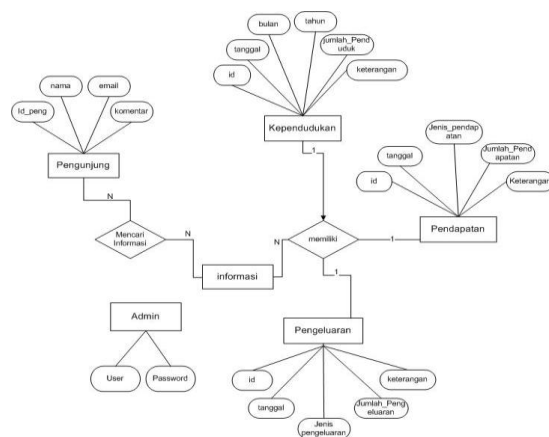 bulan
tahun
tanggal
jumlah_Pend
uduk
id
keterangan
nama
email
Id_peng
komentar
Kependudukan
Pengunjung
Jenis_pendap
atan
tanggal
Jumlah_Pend
apatan
id
Keterangan
1
N
Pendapatan
Mencari
Informasi
N
N
memiliki
1
informasi
1
Admin
Pengeluaran
User
Password
id
keterangan
tanggal
Jumlah_Peng
eluaran
Jenis
pengeluaran